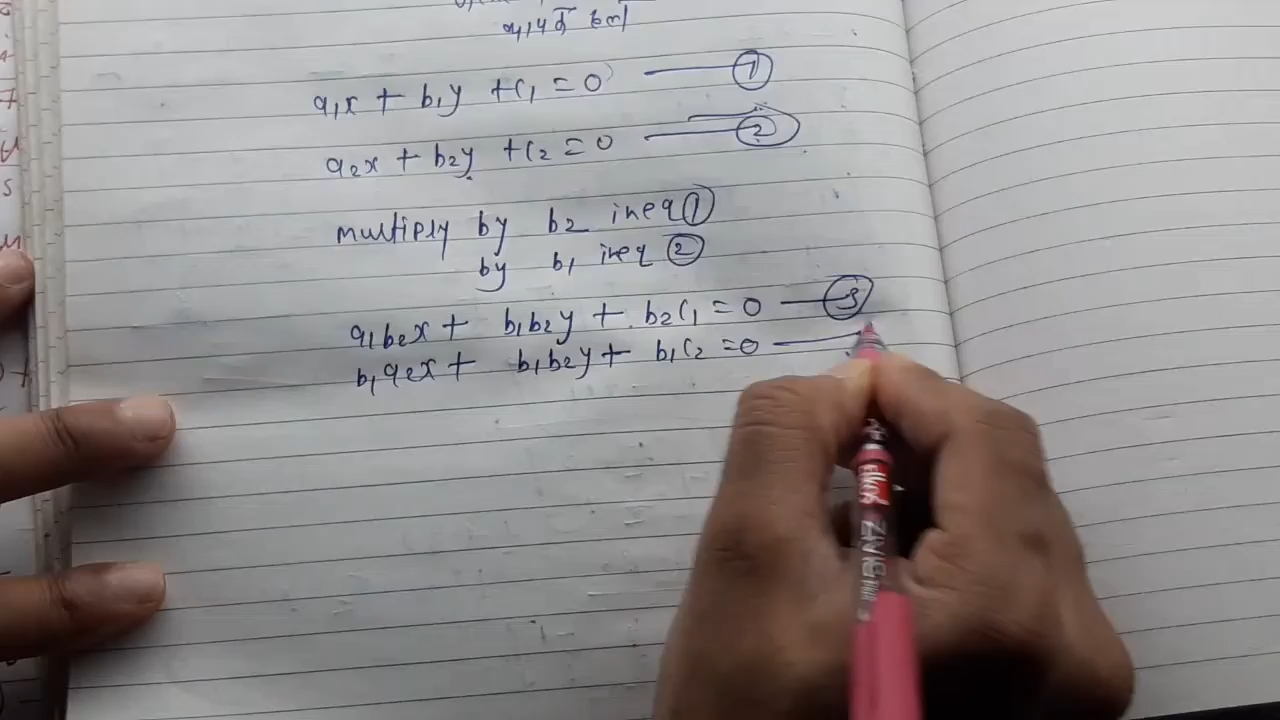 a₁x + b₁y + c₁ = 0 —— ①
a₂x + b₂y + c₂ = 0 —— ②
multiply by b₂ in eq ①
by b₁ in eq ②
a₁b₂x + b₁b₂y + b₂c₁ = 0 —— ③
b₁a₂x + b₁b₂y + b₁c₂ = 0 ——